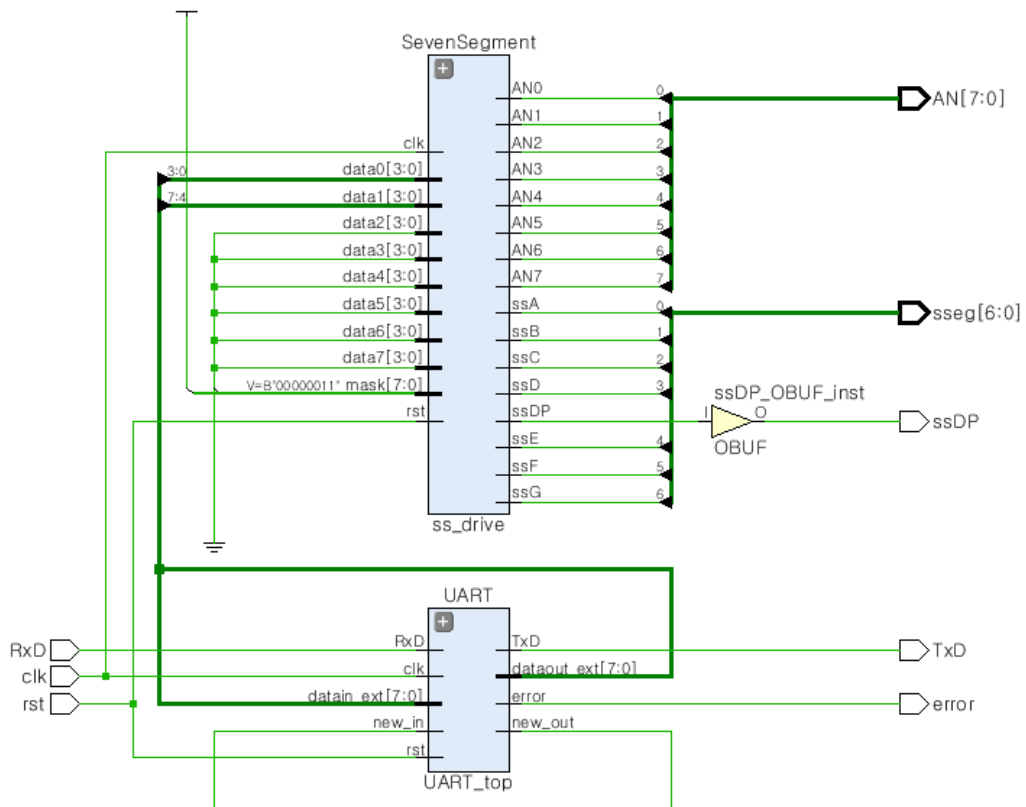 SevenSegment
AN0 0 AN[7:0]
AN1 1
clk AN2 2
3:0 data0[3:0] AN3 3
7:4 data1[3:0] AN4 4
data2[3:0] AN5 5
data3[3:0] AN6 6
data4[3:0] AN7 7
data5[3:0] ssA 0 sseg[6:0]
data6[3:0] ssB 1
data7[3:0] ssC 2
V=B"00000011" mask[7:0] ssD 3 ssDP_OBUF_inst
rst ssDP I O ssDP
ssE 4 OBUF
ssF 5
ssG 6
ss_drive
UART
RxD RxD TxD TxD
clk clk dataout_ext[7:0]
rst datain_ext[7:0] error error
new_in new_out
rst
UART_top